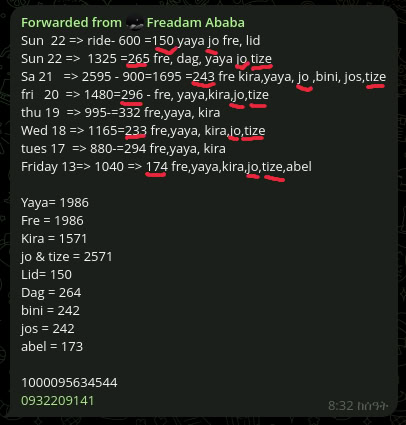 Forwarded from Freadam Ababa
Sun  22 => ride- 600 =150 yaya jo fre, lid
Sun 22 =>  1325 =265 fre, dag, yaya jo,tize
Sa 21   => 2595 - 900=1695 =243 fre kira,yaya, jo ,bini, jos,tize
fri   20  => 1480=296 - fre, yaya,kira,jo,tize
thu 19  => 995-=332 fre,yaya, kira
Wed 18 => 1165=233 fre,yaya, kira,jo,tize
tues 17  => 880-=294 fre,yaya, kira
Friday 13=> 1040 => 174 fre,yaya,kira,jo,tize,abel
Yaya= 1986
Fre = 1986
Kira = 1571
jo & tize = 2571
Lid= 150
Dag = 264
bini = 242
jos = 242
abel = 173
1000095634544
0932209141
8:32 ከሰዓት